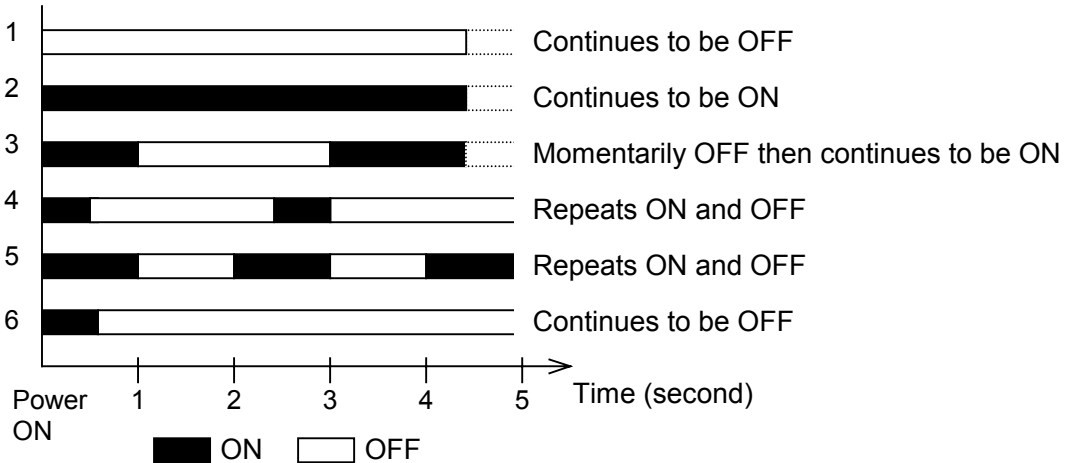 1 Continues to be OFF
2 Continues to be ON
3 Momentarily OFF then continues to be ON
4 Repeats ON and OFF
5 Repeats ON and OFF
6 Continues to be OFF
Power ON 1 2 3 4 5 Time (second)
ON OFF